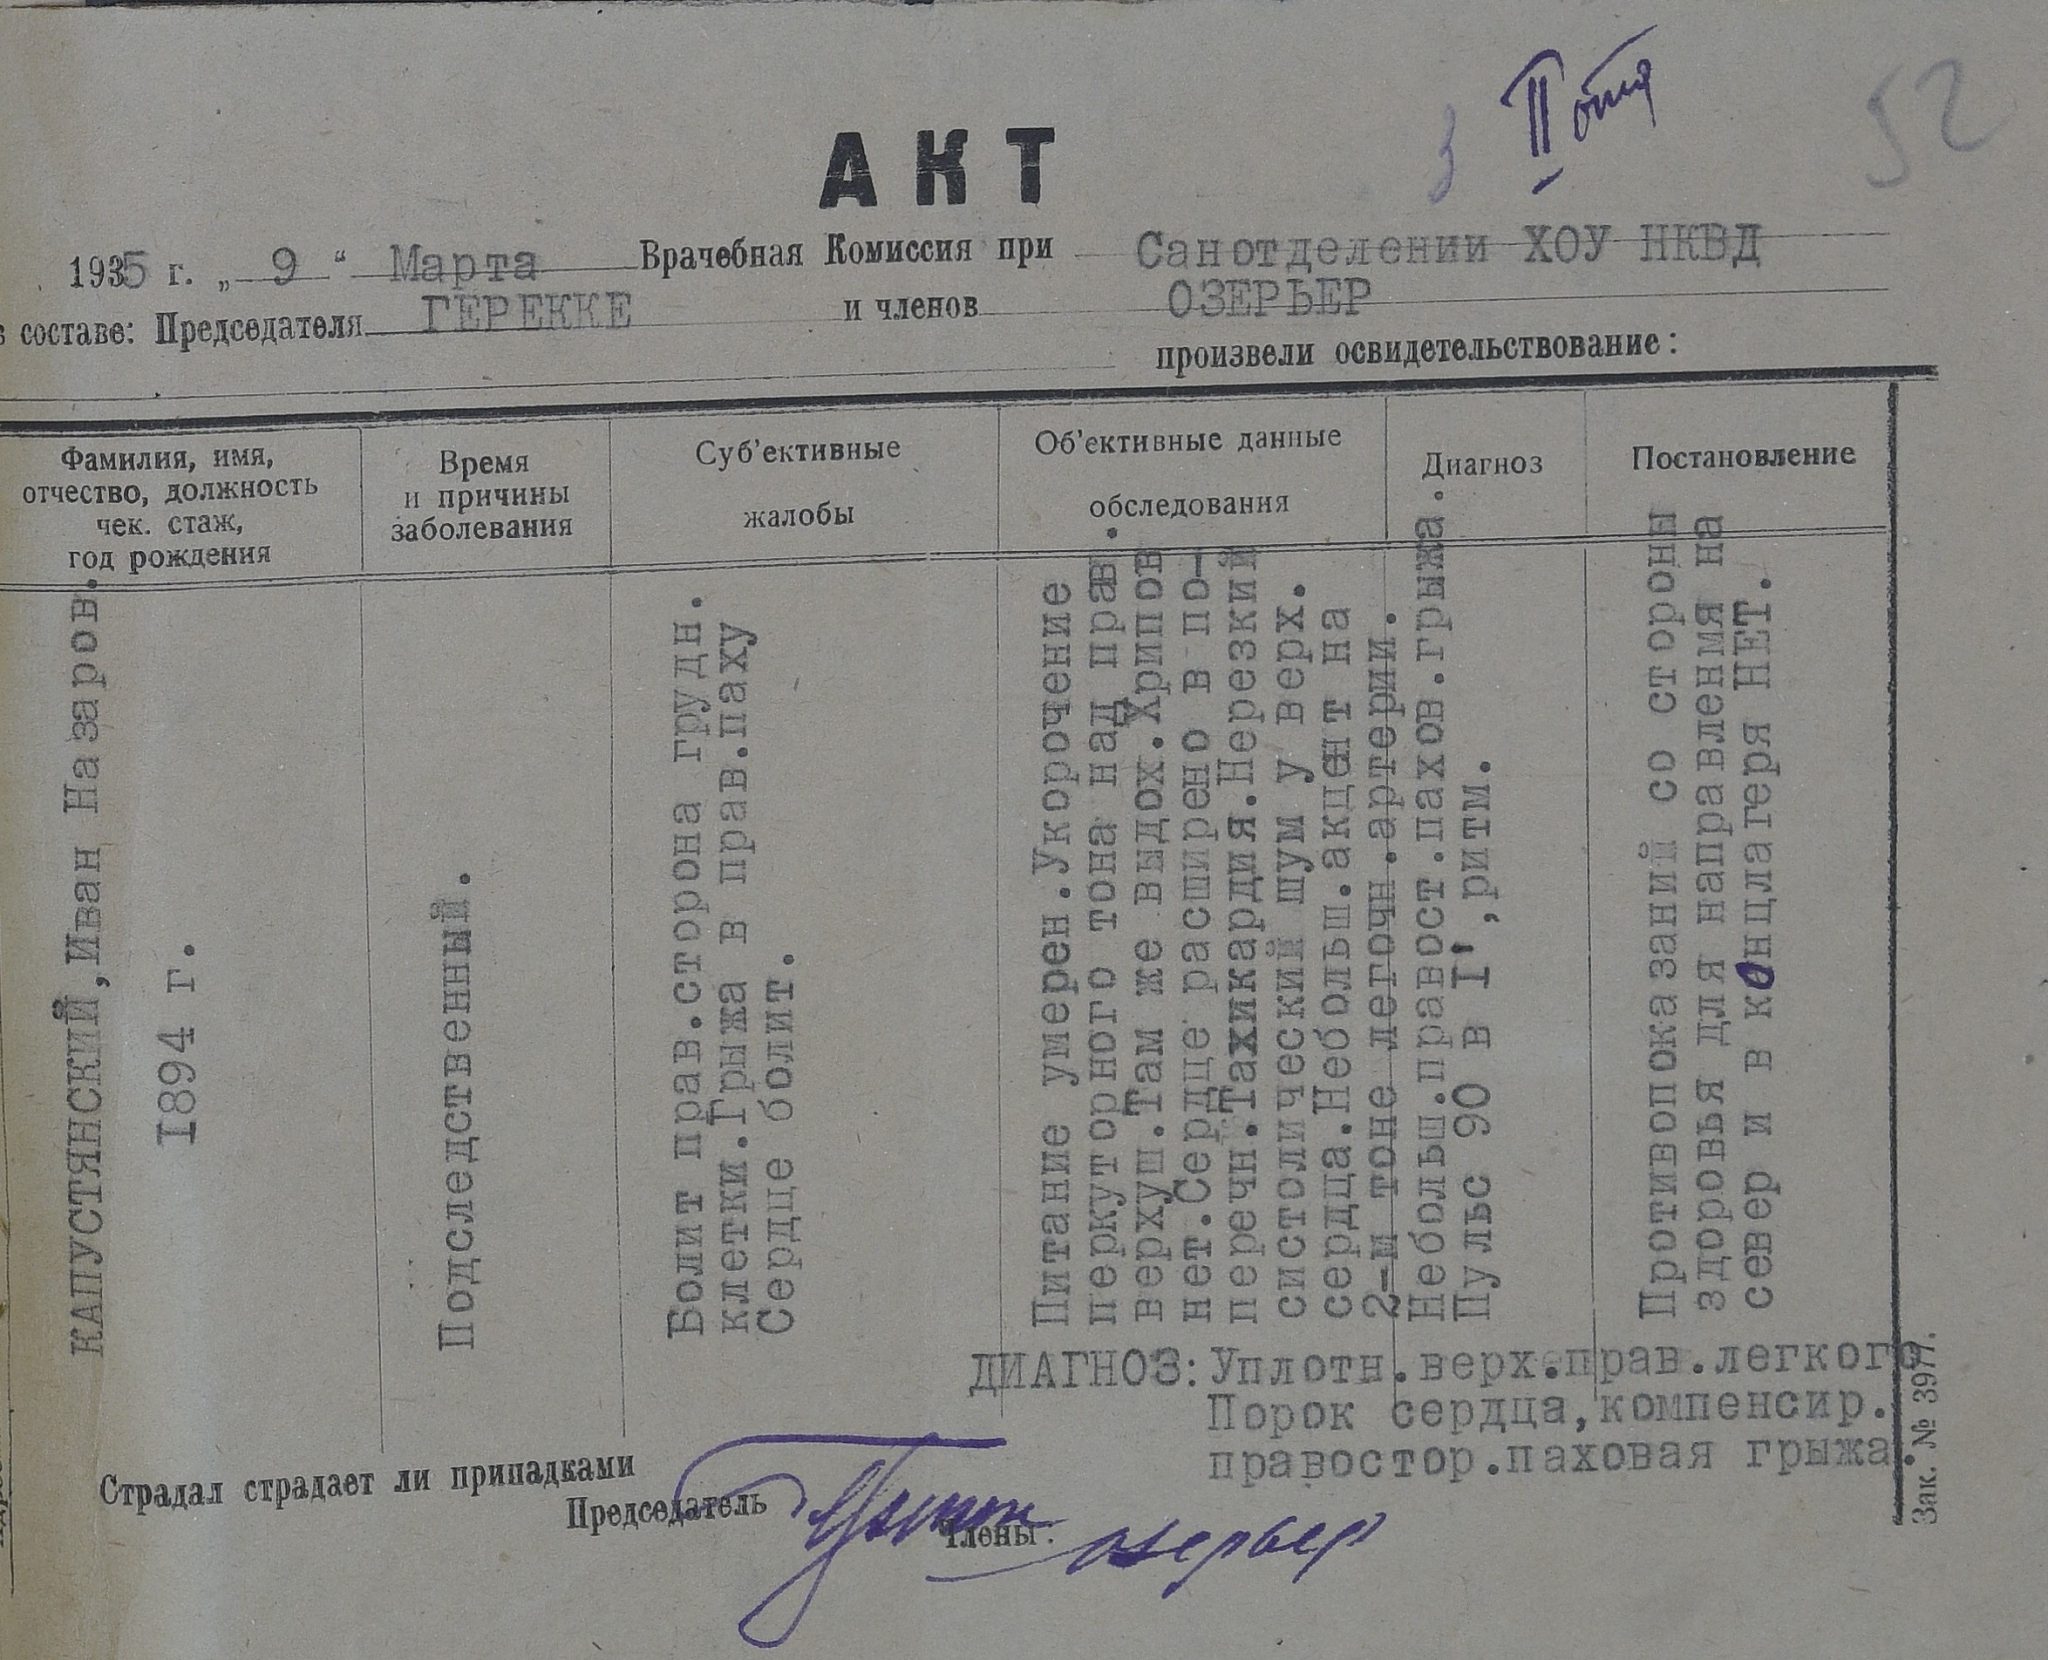 II отд
52
АКТ
1935 г. „ 9 “ Марта Врачебная Комиссия при Санотделении ХОУ НКВД
в составе: Председателя ГЕРЕККЕ и членов ОЗЕРЬЕР
произвели освидетельствование:
Фамилия, имя,
отчество, должность
чек. стаж,
год рождения
Время
и причины
заболевания
Суб'ективные
жалобы
Об'ективные данные
обследования
Диагноз
Постановление
КАПУСТЯНСКИЙ,Иван Назаров.
I894 г.
Подследственный.
Болит прав.сторона грудн.
клетки.Грыжа в прав.паху
Сердце болит.
Питание умерен.Укорочение
перкуторного тона над прав.
верхуш.Там же выдох.Хрипов
нет.Сердце расширено в по-
перечн.Тахикардия.Нерезкий
систолический шум у верх.
сердца.Небольш.акцент на
2-м тоне легочн.артерии.
Небольш.правост.пахов.грыжа.
Пульс 90 в I',ритм.
Противопоказаний со стороны
здоровья для направления на
север и в концлагеря НЕТ.
ДИАГНОЗ:Уплотн.верх.прав.легкого
Порок сердца,компенсир.
правостор.паховая грыжа.
Страдал страдает ли припадками
Председатель
Члены: Озерьер
Зак. № 3977.